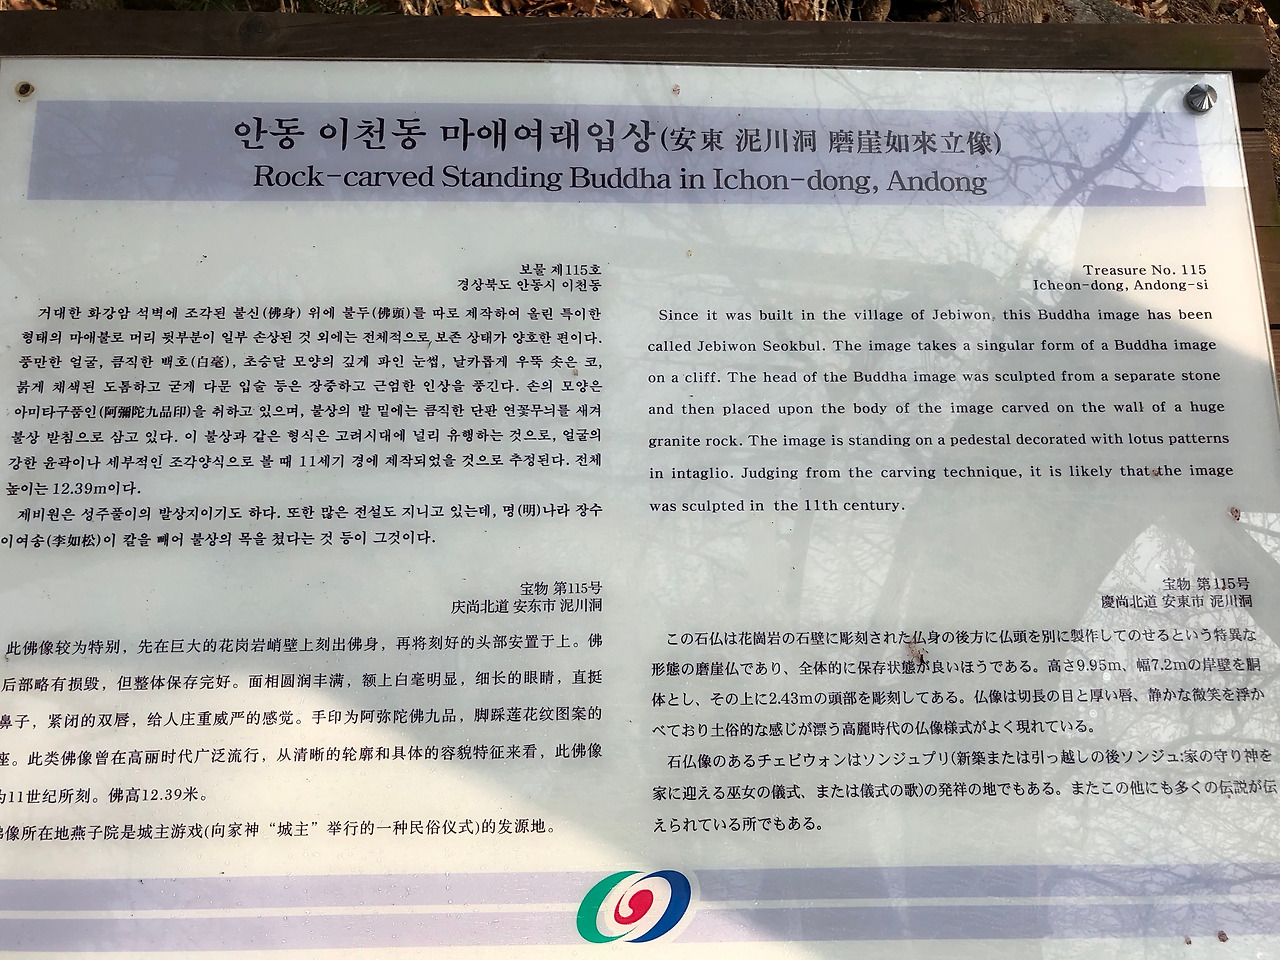 안동 이천동 마애여래입상(安東 泥川洞 磨崖如來立像)
Rock-carved Standing Buddha in Ichon-dong, Andong
보물 제115호
경상북도 안동시 이천동
거대한 화강암 석벽에 조각된 불신(佛身) 위에 불두(佛頭)를 따로 제작하여 올린 특이한
형태의 마애불로 머리 뒷부분이 일부 손상된 것 외에는 전체적으로 보존 상태가 양호한 편이다.
풍만한 얼굴, 큼직한 백호(白毫), 초승달 모양의 깊게 파인 눈썹, 날카롭게 우뚝 솟은 코,
붉게 채색된 도톰하고 굳게 다문 입술 등은 장중하고 근엄한 인상을 풍긴다. 손의 모양은
아미타구품인(阿彌陀九品印)을 취하고 있으며, 불상의 발 밑에는 큼직한 단판 연꽃무늬를 새겨
불상 받침으로 삼고 있다. 이 불상과 같은 형식은 고려시대에 널리 유행하는 것으로, 얼굴의
강한 윤곽이나 세부적인 조각양식으로 볼 때 11세기 경에 제작되었을 것으로 추정된다. 전체
높이는 12.39m이다.
제비원은 성주풀이의 발상지이기도 하다. 또한 많은 전설도 지니고 있는데, 명(明)나라 장수
이여송(李如松)이 칼을 빼어 불상의 목을 쳤다는 것 등이 그것이다.
Treasure No. 115
Icheon-dong, Andong-si
Since it was built in the village of Jebiwon, this Buddha image has been
called Jebiwon Seokbul. The image takes a singular form of a Buddha image
on a cliff. The head of the Buddha image was sculpted from a separate stone
and then placed upon the body of the image carved on the wall of a huge
granite rock. The image is standing on a pedestal decorated with lotus patterns
in intaglio. Judging from the carving technique, it is likely that the image
was sculpted in the 11th century.
宝物 第115号
庆尚北道 安东市 泥川洞
此佛像较为特别，先在巨大的花岗岩峭壁上刻出佛身，再将刻好的头部安置于上。佛
后部略有损毁，但整体保存完好。面相圆润丰满，额上白毫明显，细长的眼睛，直挺
鼻子，紧闭的双唇，给人庄重威严的感觉。手印为阿弥陀佛九品，脚踩莲花纹图案的
座。此类佛像曾在高丽时代广泛流行，从清晰的轮廓和具体的容貌特征来看，此佛像
为11世纪所刻。佛高12.39米。
佛像所在地燕子院是城主游戏(向家神“城主”举行的一种民俗仪式)的发源地。
宝物 第115号
慶尚北道 安東市 泥川洞
この石仏は花崗岩の石壁に彫刻された仏身の後方に仏頭を別に製作してのせるという特異な
形態の磨崖仏であり、全体的に保存状態が良いほうである。高さ9.95m、幅7.2mの岸壁を胴
体とし、その上に2.43mの頭部を彫刻してある。仏像は切長の目と厚い唇、静かな微笑を浮か
べており土俗的な感じが漂う高麗時代の仏像様式がよく現れている。
石仏像のあるチェビウォンはソンジュプリ(新築または引っ越しの後ソンジュ:家の守り神を
家に迎える巫女の儀式、または儀式の歌)の発祥の地でもある。またこの他にも多くの伝説が伝
えられている所でもある。